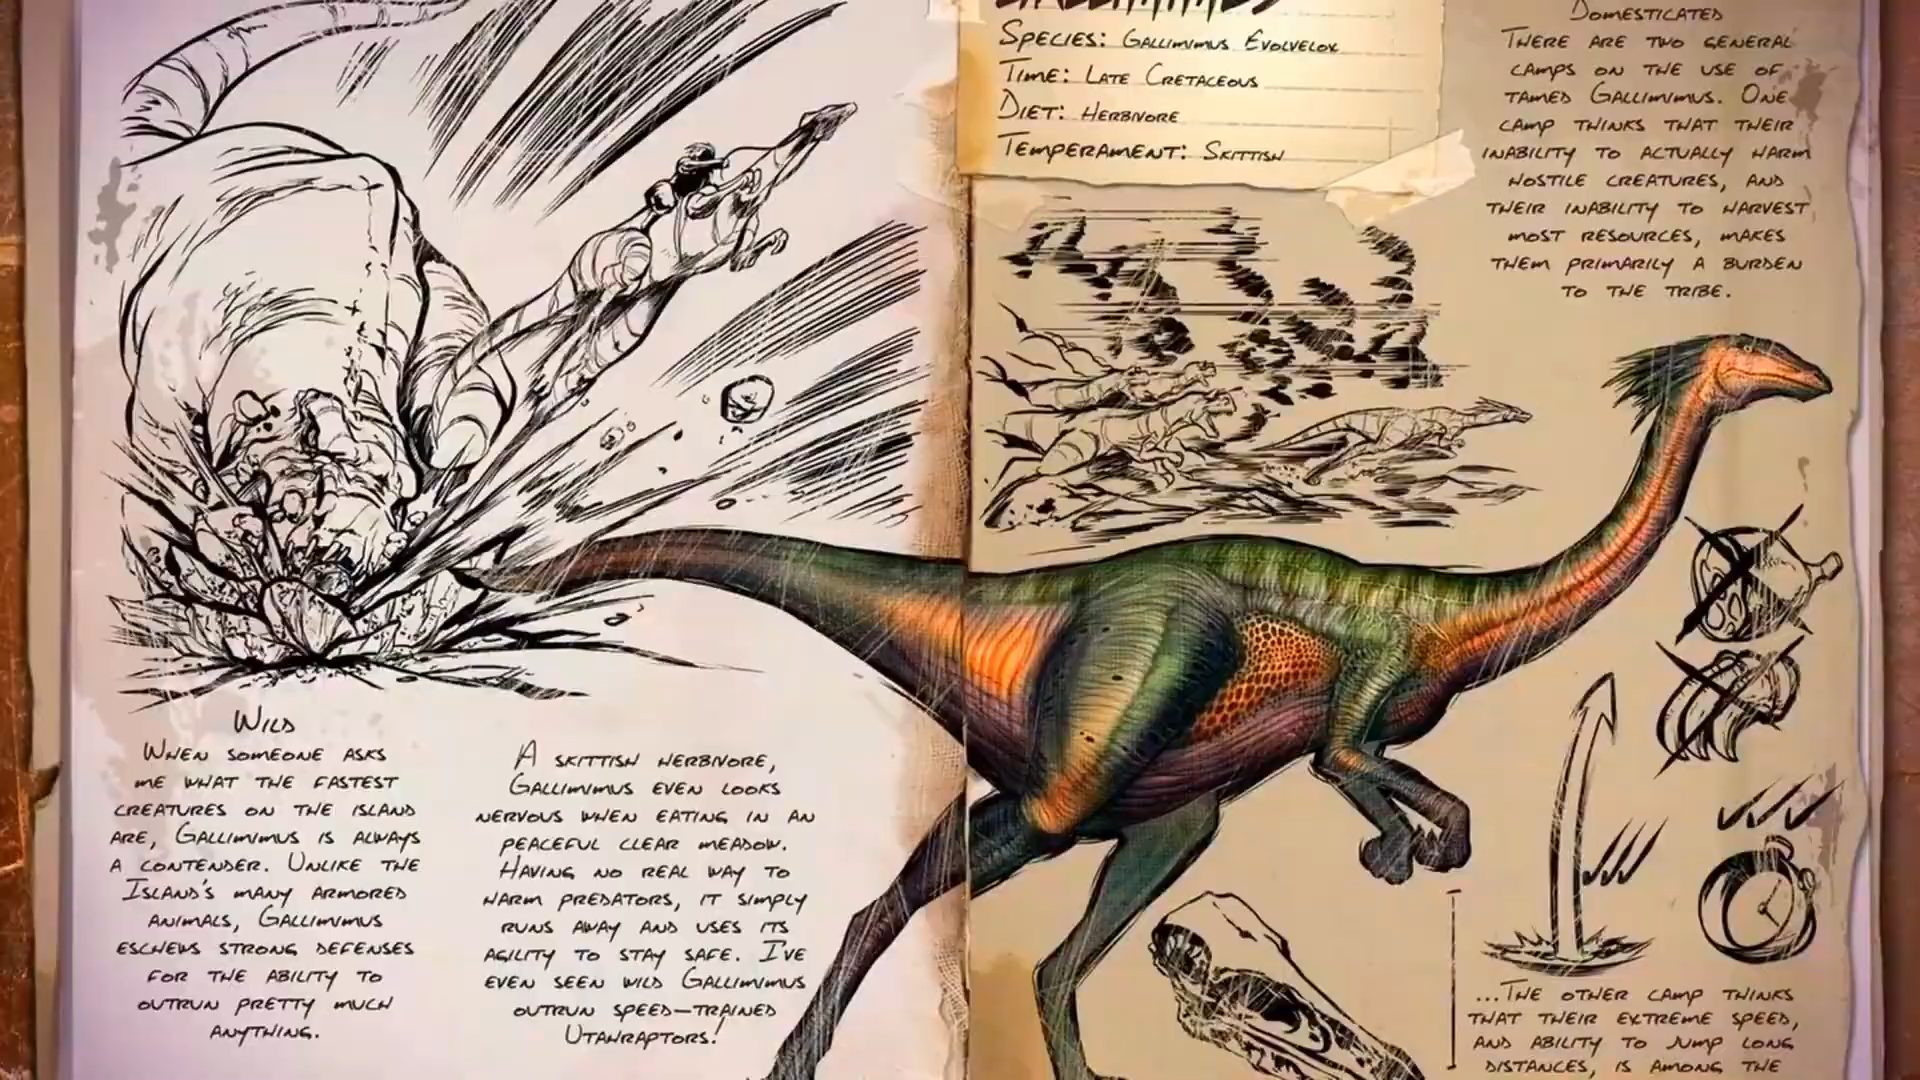 Species: Gallimimus Evolvelox
Time: Late Cretaceous
Diet: Herbivore
Temperament: Skittish
Domesticated
There are two general
camps on the use of
tamed Gallimimus. One
camp thinks that their
inability to actually harm
hostile creatures, and
their inability to harvest
most resources, makes
them primarily a burden
to the tribe.
Wild
When someone asks
me what the fastest
creatures on the island
are, Gallimimus is always
a contender. Unlike the
Island's many armored
animals, Gallimimus
eschews strong defenses
for the ability to
outrun pretty much
anything.
A skittish herbivore,
Gallimimus even looks
nervous when eating in an
peaceful clear meadow.
Having no real way to
harm predators, it simply
runs away and uses its
agility to stay safe. I've
even seen wild Gallimimus
outrun speed-trained
Utahraptors!
...The other camp thinks
that their extreme speed,
and ability to jump long
distances, is among the